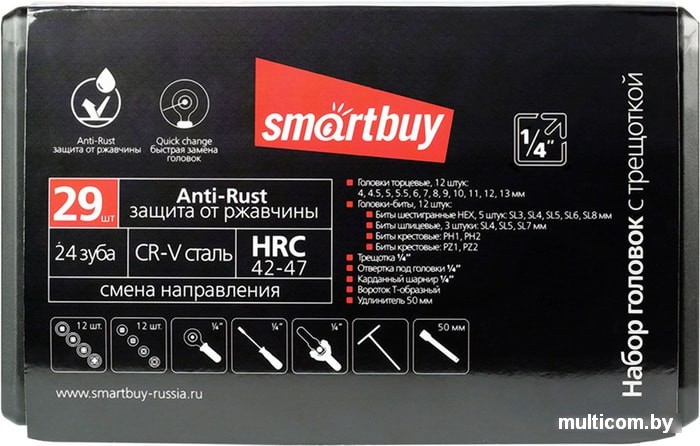 Anti-Rust
защита от ржавчины
Quick change
быстрая замена
головок
smartbuy
1/4"
29 шт
Anti-Rust
защита от ржавчины
24 зуба
CR-V сталь
HRC
42-47
смена направления
Головки торцевые, 12 штук:
4, 4.5, 5, 5.5, 6, 7, 8, 9, 10, 11, 12, 13 мм
Головки-биты, 12 штук:
Биты шестигранные HEX, 5 штук: SL3, SL4, SL5, SL6, SL8 мм
Биты шлицевые, 3 штуки: SL4, SL5, SL7 мм
Биты крестовые: PH1, PH2
Биты крестовые: PZ1, PZ2
Трещотка ¼"
Отвертка под головки ¼"
Карданный шарнир ¼"
Вороток Т-образный
Удлинитель 50 мм
12 шт.
12 шт.
¼"
¼"
¼"
50 мм
www.smartbuy-russia.ru
Набор головок с трещоткой
multicom.by